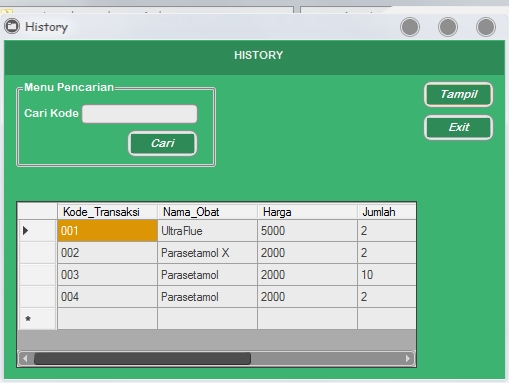 History
HISTORY
Menu Pencarian
Cari Kode
Cari
Tampil
Exit
Kode_Transaksi Nama_Obat Harga Jumlah
001 UltraFlue 5000 2
002 Parasetamol X 2000 2
003 Parasetamol 2000 10
004 Parasetamol 2000 2
*